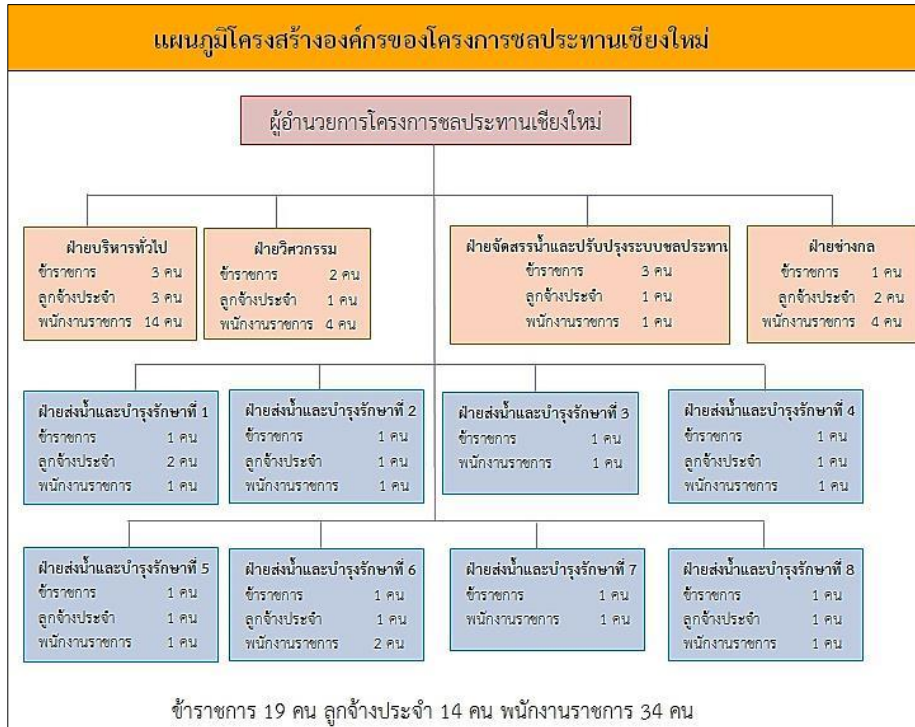 แผนภูมิโครงสร้างองค์กรของโครงการชลประทานเชียงใหม่
ผู้อำนวยการโครงการชลประทานเชียงใหม่
ฝ่ายบริหารทั่วไป
ข้าราชการ 3 คน
ลูกจ้างประจำ 3 คน
พนักงานราชการ 14 คน
ฝ่ายวิศวกรรม
ข้าราชการ 2 คน
ลูกจ้างประจำ 1 คน
พนักงานราชการ 4 คน
ฝ่ายจัดสรรน้ำและปรับปรุงระบบชลประทาน
ข้าราชการ 3 คน
ลูกจ้างประจำ 1 คน
พนักงานราชการ 1 คน
ฝ่ายช่างกล
ข้าราชการ 1 คน
ลูกจ้างประจำ 2 คน
พนักงานราชการ 4 คน
ฝ่ายส่งน้ำและบำรุงรักษาที่ 1
ข้าราชการ 1 คน
ลูกจ้างประจำ 2 คน
พนักงานราชการ 1 คน
ฝ่ายส่งน้ำและบำรุงรักษาที่ 2
ข้าราชการ 1 คน
ลูกจ้างประจำ 1 คน
พนักงานราชการ 1 คน
ฝ่ายส่งน้ำและบำรุงรักษาที่ 3
ข้าราชการ 1 คน
พนักงานราชการ 1 คน
ฝ่ายส่งน้ำและบำรุงรักษาที่ 4
ข้าราชการ 1 คน
ลูกจ้างประจำ 1 คน
พนักงานราชการ 1 คน
ฝ่ายส่งน้ำและบำรุงรักษาที่ 5
ข้าราชการ 1 คน
ลูกจ้างประจำ 1 คน
พนักงานราชการ 1 คน
ฝ่ายส่งน้ำและบำรุงรักษาที่ 6
ข้าราชการ 1 คน
ลูกจ้างประจำ 1 คน
พนักงานราชการ 2 คน
ฝ่ายส่งน้ำและบำรุงรักษาที่ 7
ข้าราชการ 1 คน
พนักงานราชการ 1 คน
ฝ่ายส่งน้ำและบำรุงรักษาที่ 8
ข้าราชการ 1 คน
ลูกจ้างประจำ 1 คน
พนักงานราชการ 1 คน
ข้าราชการ 19 คน ลูกจ้างประจำ 14 คน พนักงานราชการ 34 คน